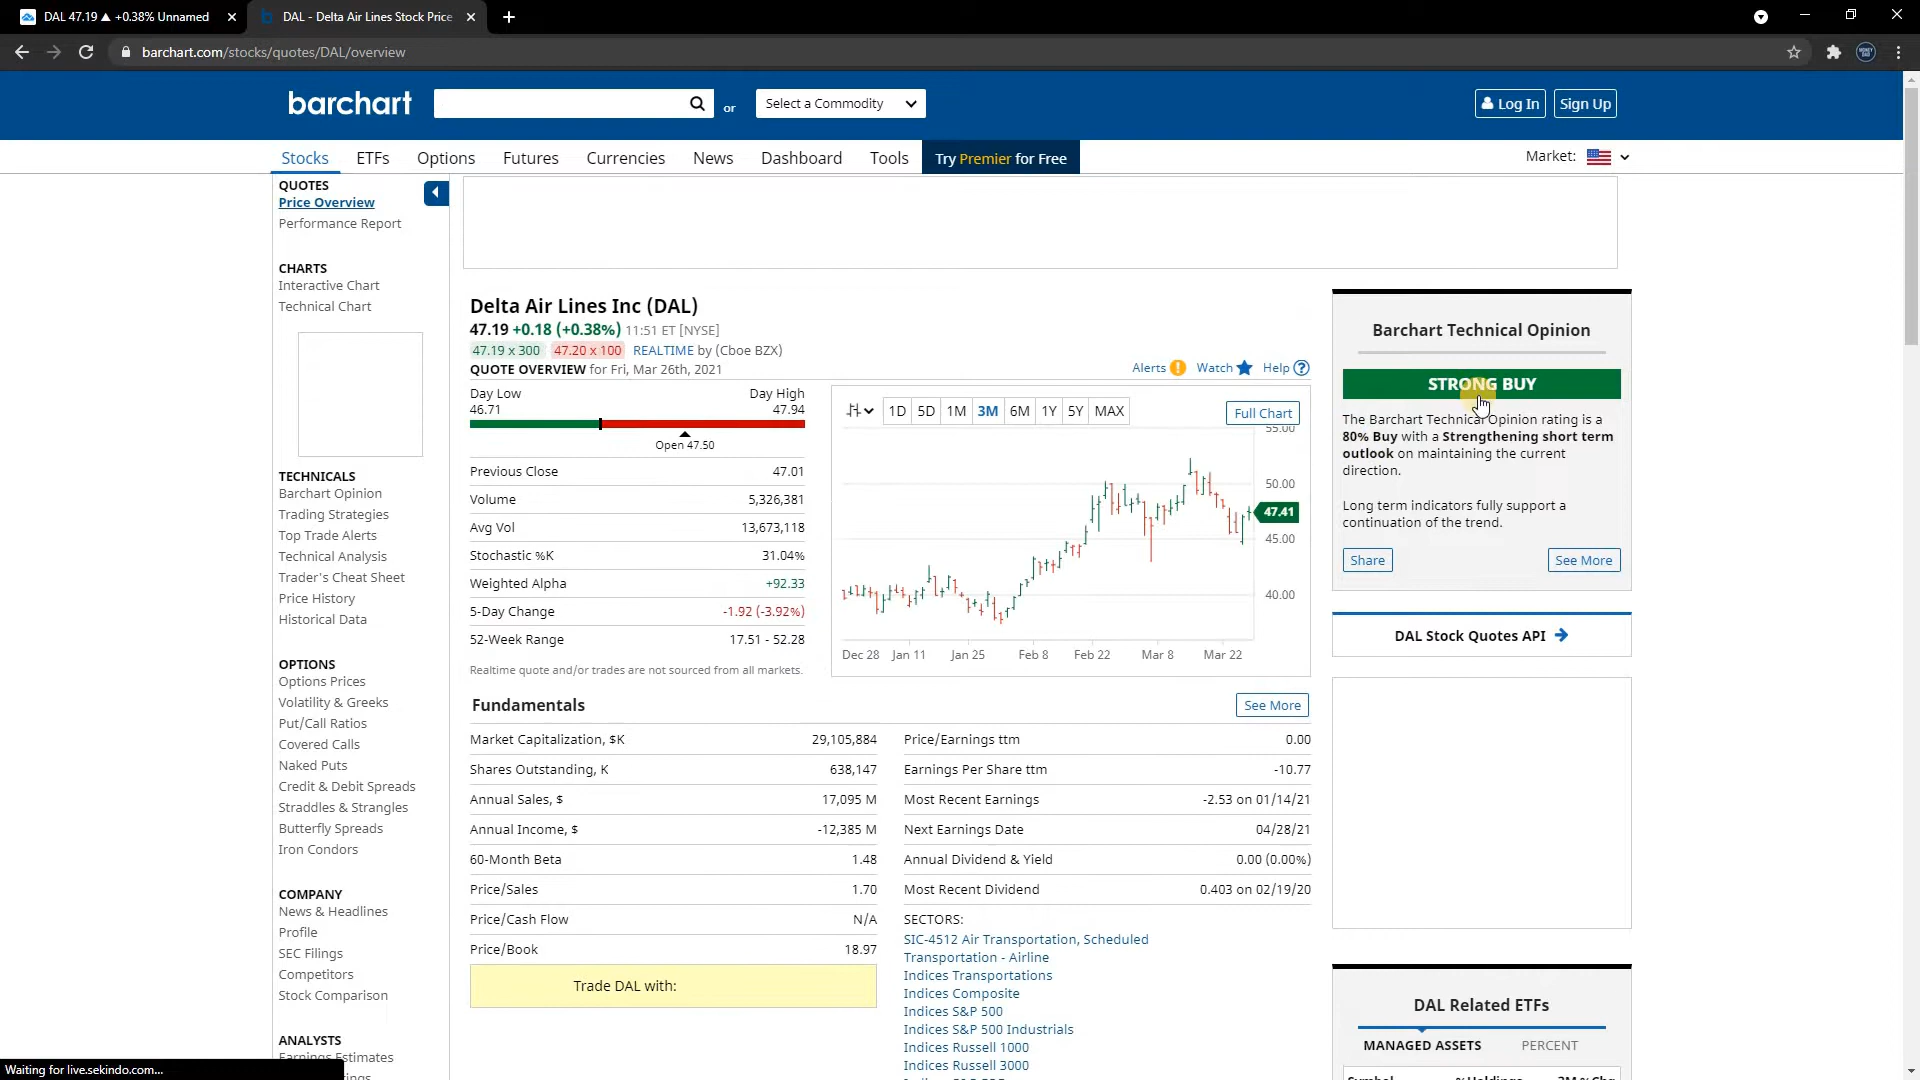 DAL 47.19 ▲ +0.38% Unnamed
DAL - Delta Air Lines Stock Price
barchart.com/stocks/quotes/DAL/overview
barchart
or
Select a Commodity
Log In
Sign Up
Stocks
ETFs
Options
Futures
Currencies
News
Dashboard
Tools
Try Premier for Free
Market:
QUOTES
Price Overview
Performance Report
CHARTS
Interactive Chart
Technical Chart
TECHNICALS
Barchart Opinion
Trading Strategies
Top Trade Alerts
Technical Analysis
Trader's Cheat Sheet
Price History
Historical Data
OPTIONS
Options Prices
Volatility & Greeks
Put/Call Ratios
Covered Calls
Naked Puts
Credit & Debit Spreads
Straddles & Strangles
Butterfly Spreads
Iron Condors
COMPANY
News & Headlines
Profile
SEC Filings
Competitors
Stock Comparison
ANALYSTS
Earnings Estimates
Waiting for live.sekindo.com...
Delta Air Lines Inc (DAL)
47.19 +0.18 (+0.38%) 11:51 ET [NYSE]
47.19 x 300 47.20 x 100 REALTIME by (Cboe BZX)
QUOTE OVERVIEW for Fri, Mar 26th, 2021
Alerts
Watch
Help
Day Low Day High
46.71 47.94
Open 47.50
Previous Close 47.01
Volume 5,326,381
Avg Vol 13,673,118
Stochastic %K 31.04%
Weighted Alpha +92.33
5-Day Change -1.92 (-3.92%)
52-Week Range 17.51 - 52.28
Realtime quote and/or trades are not sourced from all markets.
1D 5D 1M 3M 6M 1Y 5Y MAX
Full Chart
55.00
50.00
47.41
45.00
40.00
Dec 28 Jan 11 Jan 25 Feb 8 Feb 22 Mar 8 Mar 22
Fundamentals
See More
Market Capitalization, $K 29,105,884
Shares Outstanding, K 638,147
Annual Sales, $ 17,095 M
Annual Income, $ -12,385 M
60-Month Beta 1.48
Price/Sales 1.70
Price/Cash Flow N/A
Price/Book 18.97
Trade DAL with:
Price/Earnings ttm 0.00
Earnings Per Share ttm -10.77
Most Recent Earnings -2.53 on 01/14/21
Next Earnings Date 04/28/21
Annual Dividend & Yield 0.00 (0.00%)
Most Recent Dividend 0.403 on 02/19/20
SECTORS:
SIC-4512 Air Transportation, Scheduled
Transportation - Airline
Indices Transportations
Indices Composite
Indices S&P 500
Indices S&P 500 Industrials
Indices Russell 1000
Indices Russell 3000
Barchart Technical Opinion
STRONG BUY
The Barchart Technical Opinion rating is a
80% Buy with a Strengthening short term
outlook on maintaining the current
direction.
Long term indicators fully support a
continuation of the trend.
Share
See More
DAL Stock Quotes API
DAL Related ETFs
MANAGED ASSETS
PERCENT